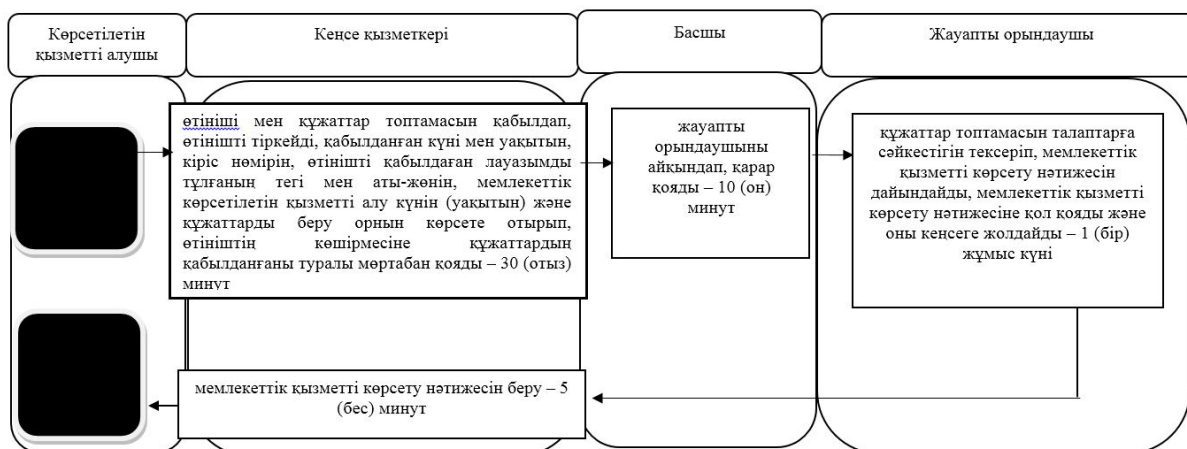 Көрсетілетін
қызметті алушы
Кеңсе қызметкері
Басшы
Жауапты орындаушы
өтініші мен құжаттар топтамасын қабылдап,
өтінішті тіркейді, қабылданған күні мен уақытын,
кіріс нөмірін, өтінішті қабылдаған лауазымды
тұлғаның тегі мен аты-жөнін, мемлекеттік
көрсетілетін қызметті алу күнін (уақытын) және
құжаттарды беру орнын көрсете отырып,
өтініштің көшірмесіне құжаттардың
қабылданғаны туралы мөртабан қояды – 30 (отыз)
минут
жауапты
орындаушыны
айқындап, қарар
қояды – 10 (он)
минут
құжаттар топтамасын талаптарға
сәйкестігін тексеріп, мемлекеттік
қызметті көрсету нәтижесін
дайындайды, мемлекеттік қызметті
көрсету нәтижесіне қол қояды және
оны кеңсеге жолдайды – 1 (бір)
жұмыс күні
мемлекеттік қызметті көрсету нәтижесін беру – 5
(бес) минут